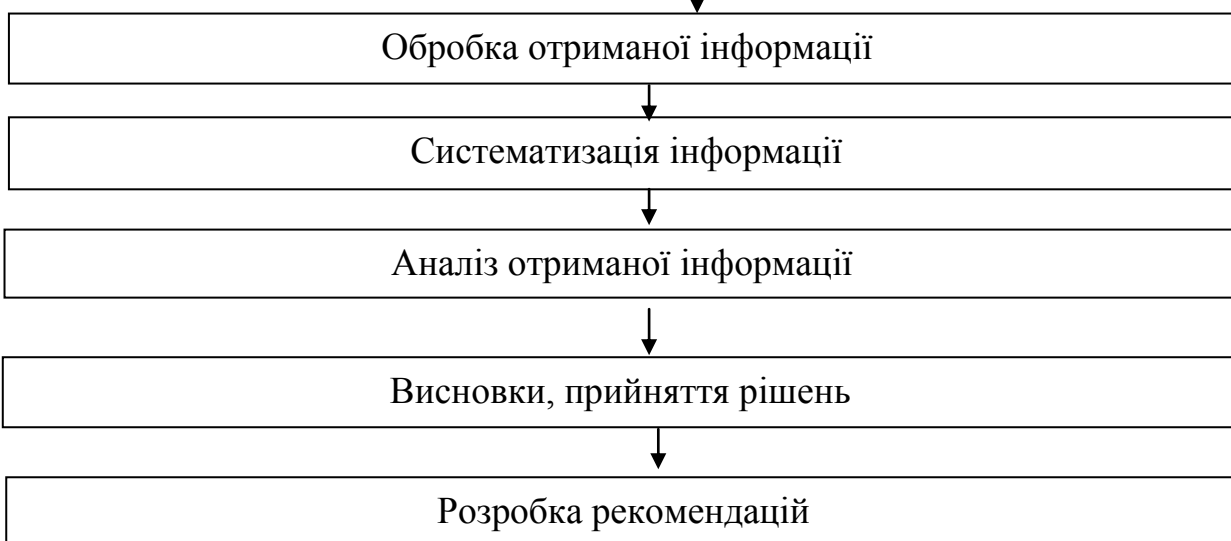 Обробка отриманої інформації
Систематизація інформації
Аналіз отриманої інформації
Висновки, прийняття рішень
Розробка рекомендацій